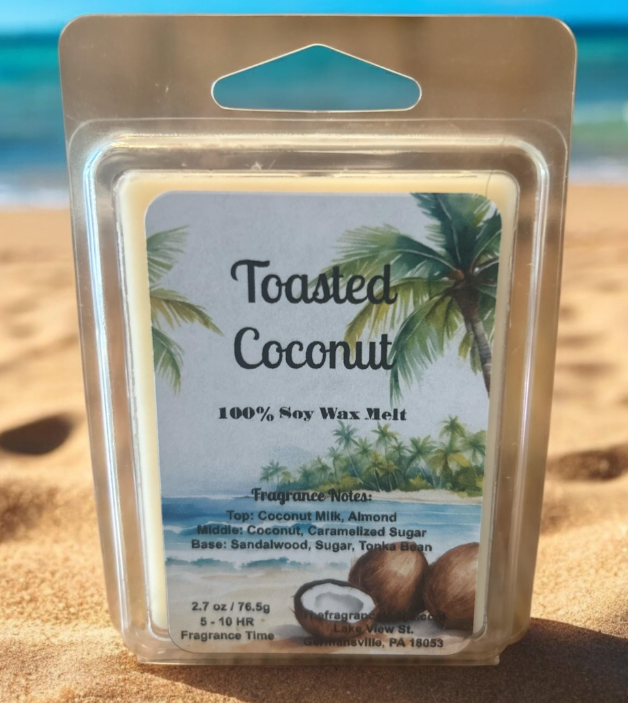 Toasted
Coconut
100% Soy Wax Melt
Fragrance Notes:
Top: Coconut Milk, Almond
Middle: Coconut, Caramelized Sugar
Base: Sandalwood, Sugar, Tonka Bean
2.7 oz / 76.5g
5 - 10 HR
Fragrance Time
Lake View St.
Germansville, PA 18053